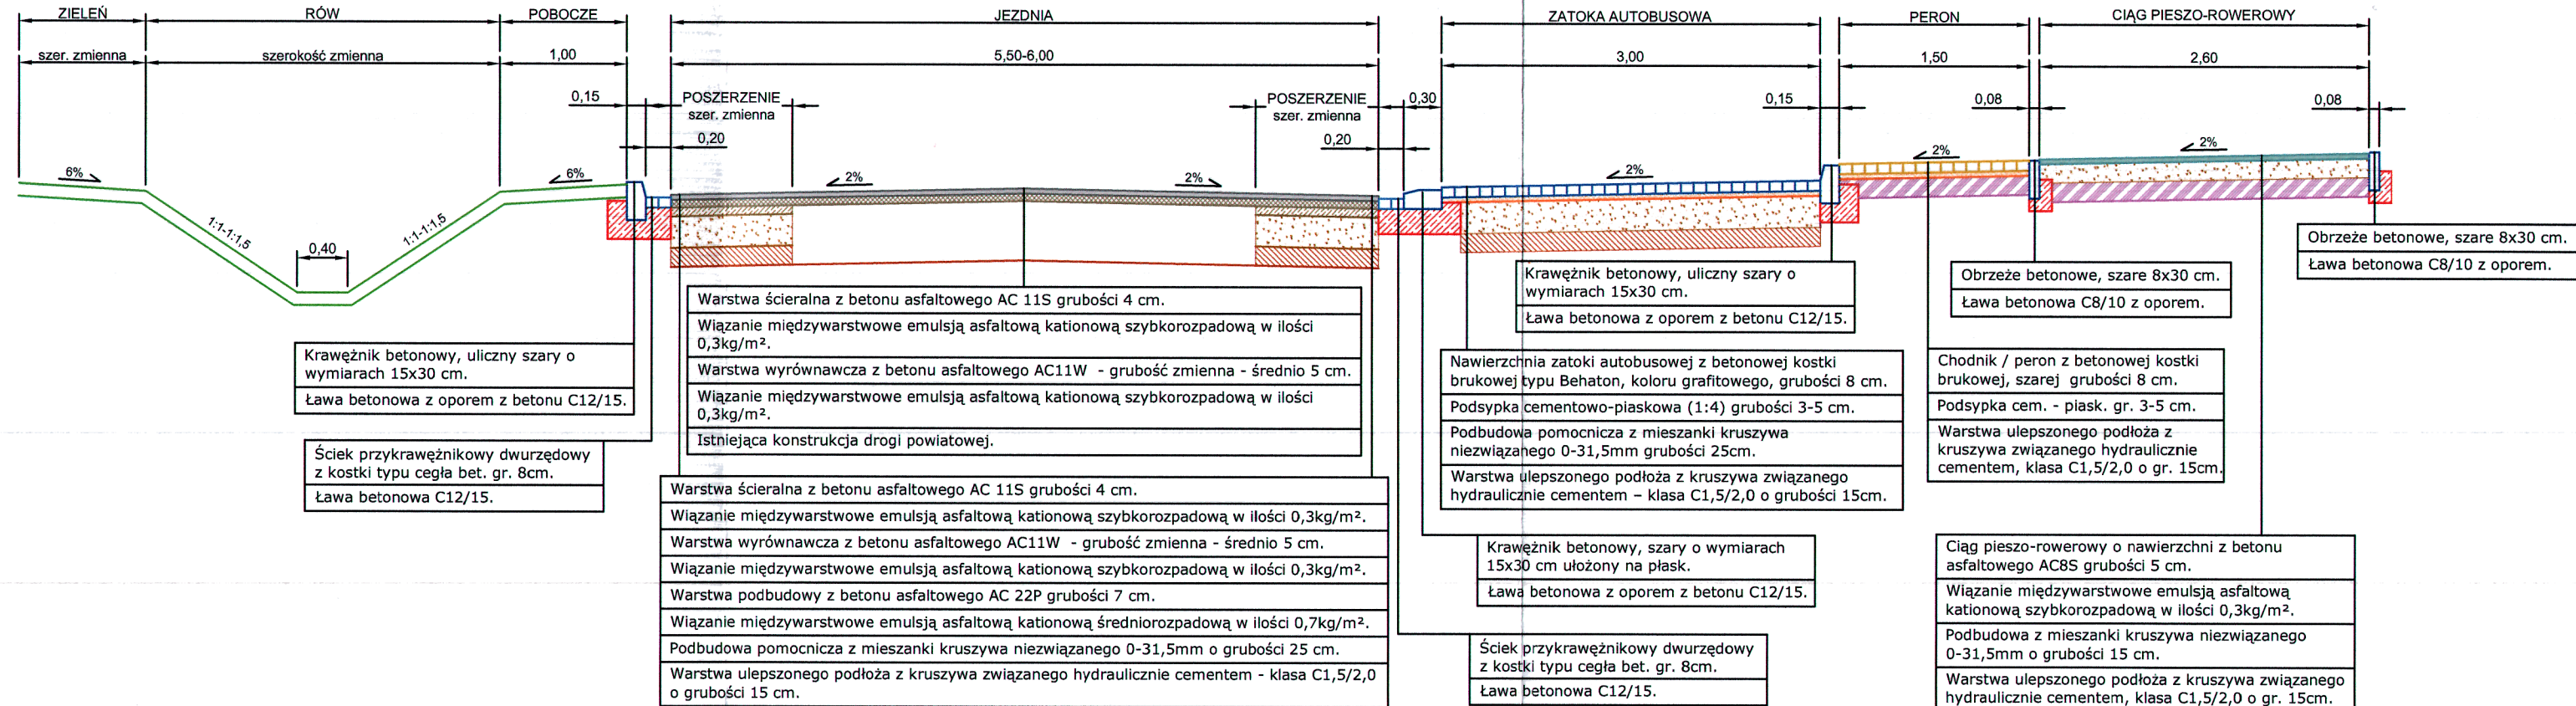 ZIELEŃ
RÓW
POBOCZE
JEZDNIA
ZATOKA AUTOBUSOWA
PERON
CIĄG PIESZO-ROWEROWY
szer. zmienna
szerokość zmienna
1,00
5,50-6,00
3,00
1,50
2,60
0,15
POSZERZENIE
szer. zmienna
0,20
POSZERZENIE
szer. zmienna
0,20
0,30
0,15
0,08
0,08
6%
6%
2%
2%
2%
2%
2%
1:1-1:1,5
0,40
1:1-1:1,5
Krawężnik betonowy, uliczny szary o
wymiarach 15x30 cm.
Ława betonowa z oporem z betonu C12/15.
Ściek przykrawężnikowy dwurzędowy
z kostki typu cegła bet. gr. 8cm.
Ława betonowa C12/15.
Warstwa ścieralna z betonu asfaltowego AC 11S grubości 4 cm.
Wiązanie międzywarstwowe emulsją asfaltową kationową szybkorozpadową w ilości
0,3kg/m².
Warstwa wyrównawcza z betonu asfaltowego AC11W - grubość zmienna - średnio 5 cm.
Wiązanie międzywarstwowe emulsją asfaltową kationową szybkorozpadową w ilości
0,3kg/m².
Istniejąca konstrukcja drogi powiatowej.
Warstwa ścieralna z betonu asfaltowego AC 11S grubości 4 cm.
Wiązanie międzywarstwowe emulsją asfaltową kationową szybkorozpadową w ilości 0,3kg/m².
Warstwa wyrównawcza z betonu asfaltowego AC11W - grubość zmienna - średnio 5 cm.
Wiązanie międzywarstwowe emulsją asfaltową kationową szybkorozpadową w ilości 0,3kg/m².
Warstwa podbudowy z betonu asfaltowego AC 22P grubości 7 cm.
Wiązanie międzywarstwowe emulsją asfaltową kationową średniorozpadową w ilości 0,7kg/m².
Podbudowa pomocnicza z mieszanki kruszywa niezwiązanego 0-31,5mm o grubości 25 cm.
Warstwa ulepszonego podłoża z kruszywa związanego hydraulicznie cementem - klasa C1,5/2,0
o grubości 15 cm.
Krawężnik betonowy, uliczny szary o
wymiarach 15x30 cm.
Ława betonowa z oporem z betonu C12/15.
Nawierzchnia zatoki autobusowej z betonowej kostki
brukowej typu Behaton, koloru grafitowego, grubości 8 cm.
Podsypka cementowo-piaskowa (1:4) grubości 3-5 cm.
Podbudowa pomocnicza z mieszanki kruszywa
niezwiązanego 0-31,5mm grubości 25cm.
Warstwa ulepszonego podłoża z kruszywa związanego
hydraulicznie cementem – klasa C1,5/2,0 o grubości 15cm.
Krawężnik betonowy, szary o wymiarach
15x30 cm ułożony na płask.
Ława betonowa z oporem z betonu C12/15.
Ściek przykrawężnikowy dwurzędowy
z kostki typu cegła bet. gr. 8cm.
Ława betonowa C12/15.
Obrzeże betonowe, szare 8x30 cm.
Ława betonowa C8/10 z oporem.
Chodnik / peron z betonowej kostki
brukowej, szarej grubości 8 cm.
Podsypka cem. - piask. gr. 3-5 cm.
Warstwa ulepszonego podłoża z
kruszywa związanego hydraulicznie
cementem, klasa C1,5/2,0 o gr. 15cm.
Obrzeże betonowe, szare 8x30 cm.
Ława betonowa C8/10 z oporem.
Ciąg pieszo-rowerowy o nawierzchni z betonu
asfaltowego AC8S grubości 5 cm.
Wiązanie międzywarstwowe emulsją asfaltową
kationową szybkorozpadową w ilości 0,3kg/m².
Podbudowa z mieszanki kruszywa niezwiązanego
0-31,5mm o grubości 15 cm.
Warstwa ulepszonego podłoża z kruszywa związanego
hydraulicznie cementem, klasa C1,5/2,0 o gr. 15cm.